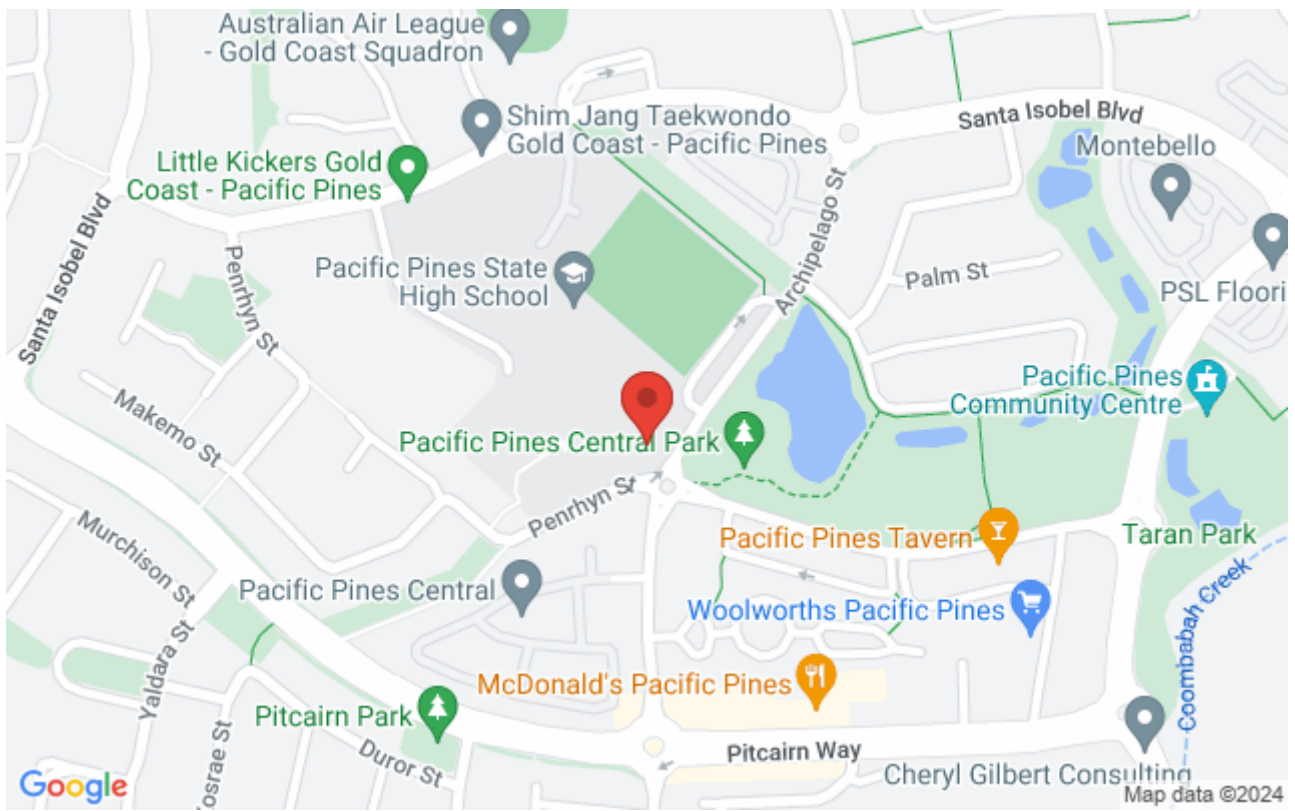 Australian Air League
- Gold Coast Squadron
Shim Jang Taekwondo
Gold Coast - Pacific Pines
Santa Isobel Blvd
Montebello
Little Kickers Gold
Coast - Pacific Pines
Santa Isobel Blvd
Penrhyn St
Pacific Pines State
High School
Archipelago St
Palm St
PSL Floori
Makemo St
Pacific Pines
Community Centre
Pacific Pines Central Park
Penrhyn St
Murchison St
Pacific Pines Tavern
Taran Park
Pacific Pines Central
Woolworths Pacific Pines
Coombabah Creek
Yaldara St
McDonald's Pacific Pines
Pitcairn Park
osrae St
Duror St
Pitcairn Way
Cheryl Gilbert Consulting
Google
Map data ©2024